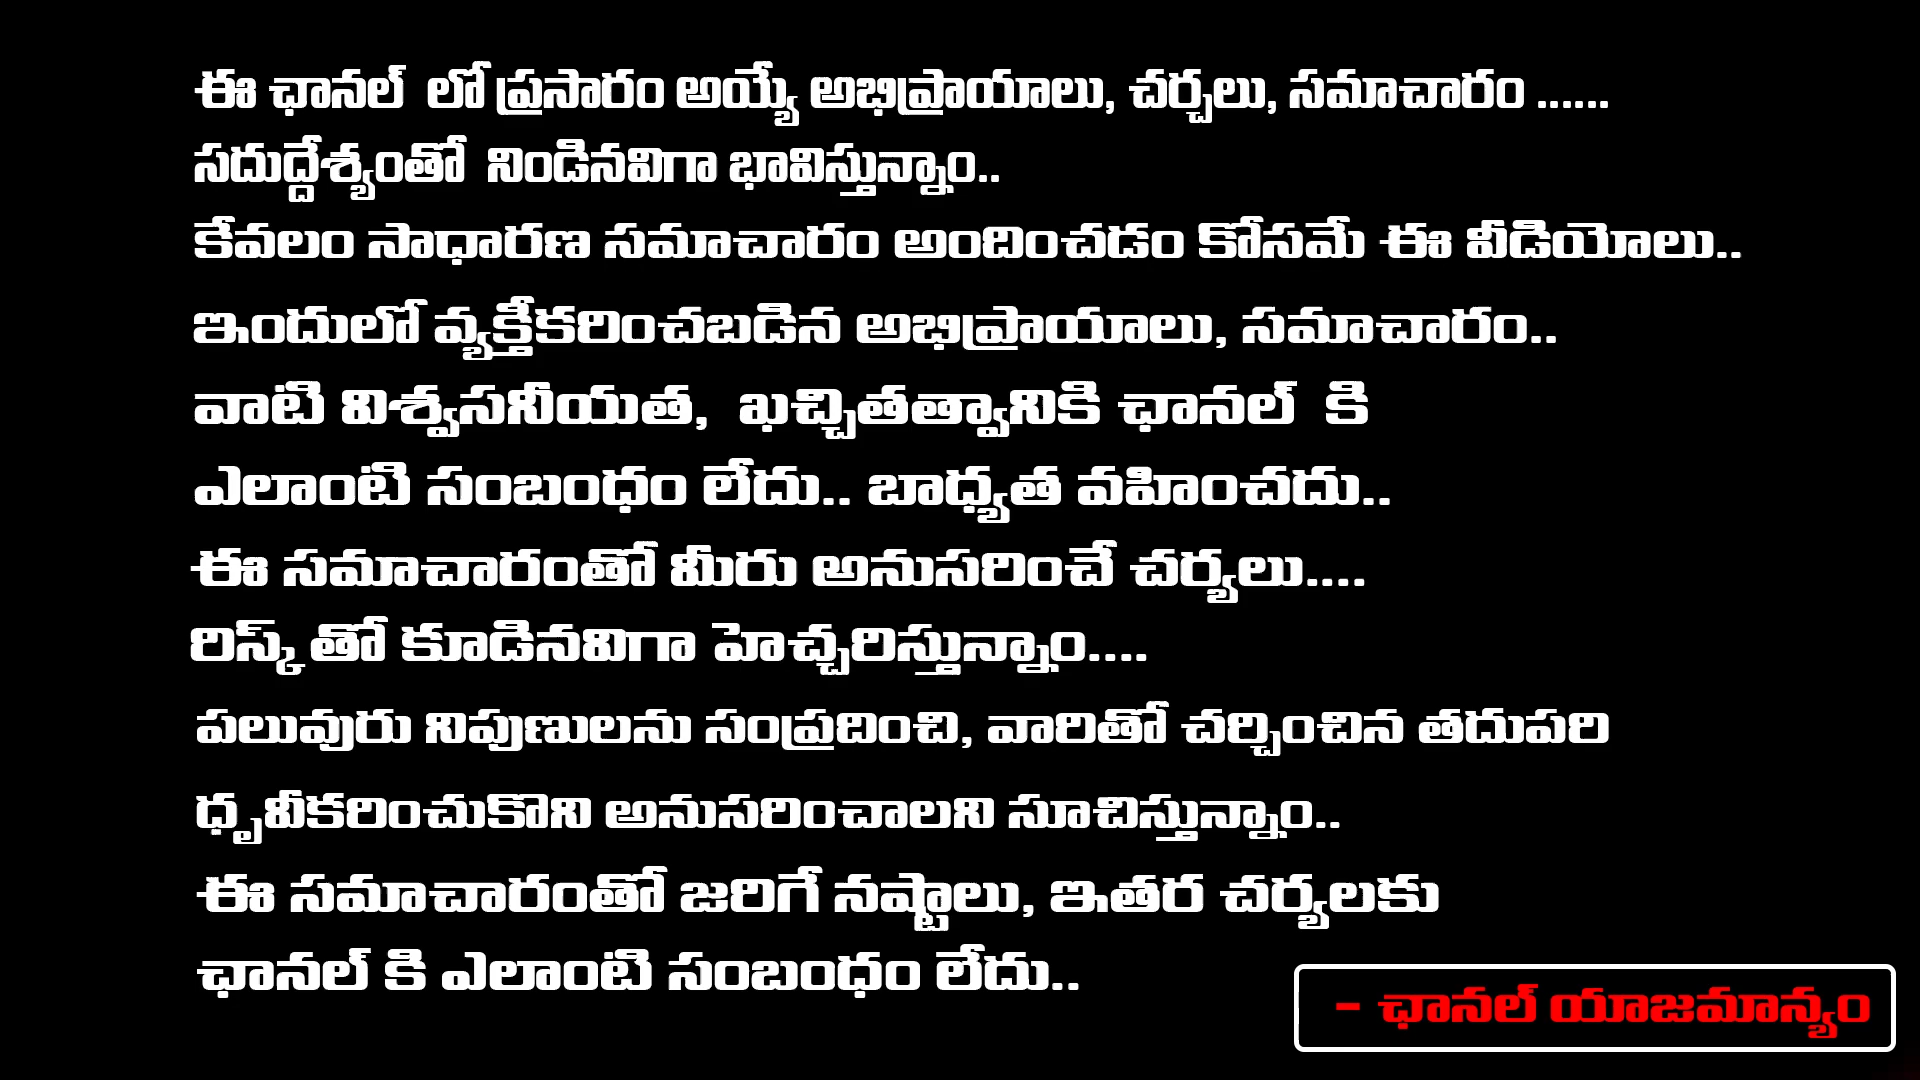 ఈ ఛానల్ లో ప్రసారం అయ్యే అభిప్రాయాలు, చర్చలు, సమాచారం ......
సదుద్దేశ్యంతో నిండినవిగా భావిస్తున్నాం..
కేవలం సాధారణ సమాచారం అందించడం కోసమే ఈ వీడియోలు..
ఇందులో వ్యక్తీకరించబడిన అభిప్రాయాలు, సమాచారం..
వాటి విశ్వసనీయత, ఖచ్చితత్వానికి ఛానల్ కి
ఎలాంటి సంబంధం లేదు.. బాధ్యత వహించదు..
ఈ సమాచారంతో మీరు అనుసరించే చర్యలు....
రిస్క్ తో కూడినవిగా హెచ్చరిస్తున్నాం....
పలువురు నిపుణులను సంప్రదించి, వారితో చర్చించిన తదుపరి
ధృవీకరించుకొని అనుసరించాలని సూచిస్తున్నాం..
ఈ సమాచారంతో జరిగే నష్టాలు, ఇతర చర్యలకు
ఛానల్ కి ఎలాంటి సంబంధం లేదు..
- ఛానల్ యాజమాన్యం